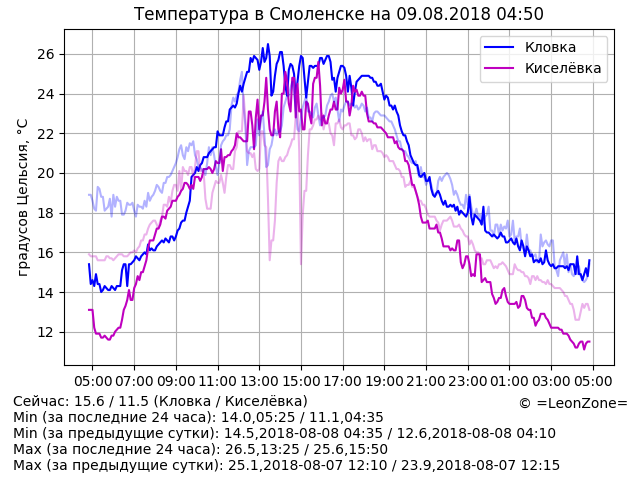 Температура в Смоленске на 09.08.2018 04:50
Кловка
Киселёвка
градусов Цельсия, °C
26
24
22
20
18
16
14
12
05:00 07:00 09:00 11:00 13:00 15:00 17:00 19:00 21:00 23:00 01:00 03:00 05:00
Сейчас: 15.6 / 11.5 (Кловка / Киселёвка)
© =LeonZone=
Min (за последние 24 часа): 14.0,05:25 / 11.1,04:35
Min (за предыдущие сутки): 14.5,2018-08-08 04:35 / 12.6,2018-08-08 04:10
Max (за последние 24 часа): 26.5,13:25 / 25.6,15:50
Max (за предыдущие сутки): 25.1,2018-08-07 12:10 / 23.9,2018-08-07 12:15